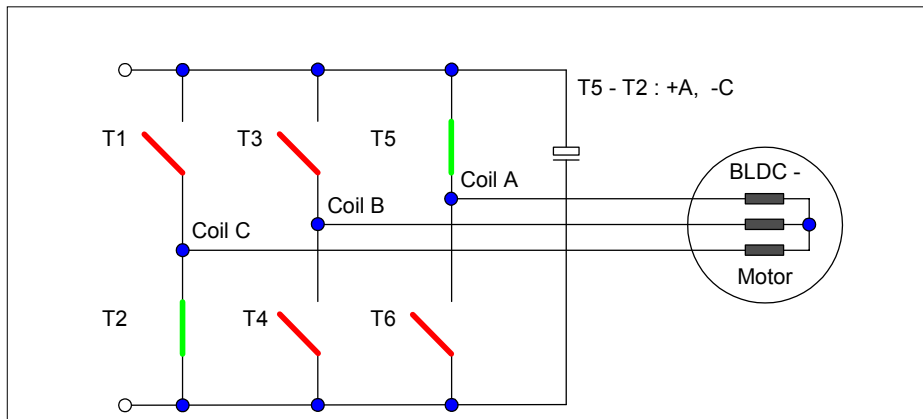 T5 - T2 : +A, -C
T1
T3
T5
BLDC -
Coil A
Coil B
Coil C
Motor
T2
T4
T6